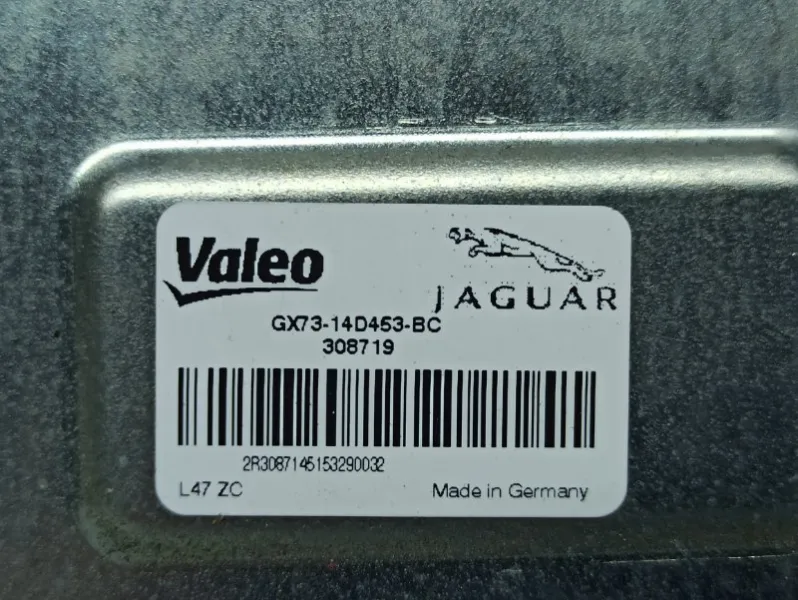 Valeo
JAGUAR
GX73-14D453-BC
308719
2R3087145153290032
L47 ZC
Made in Germany